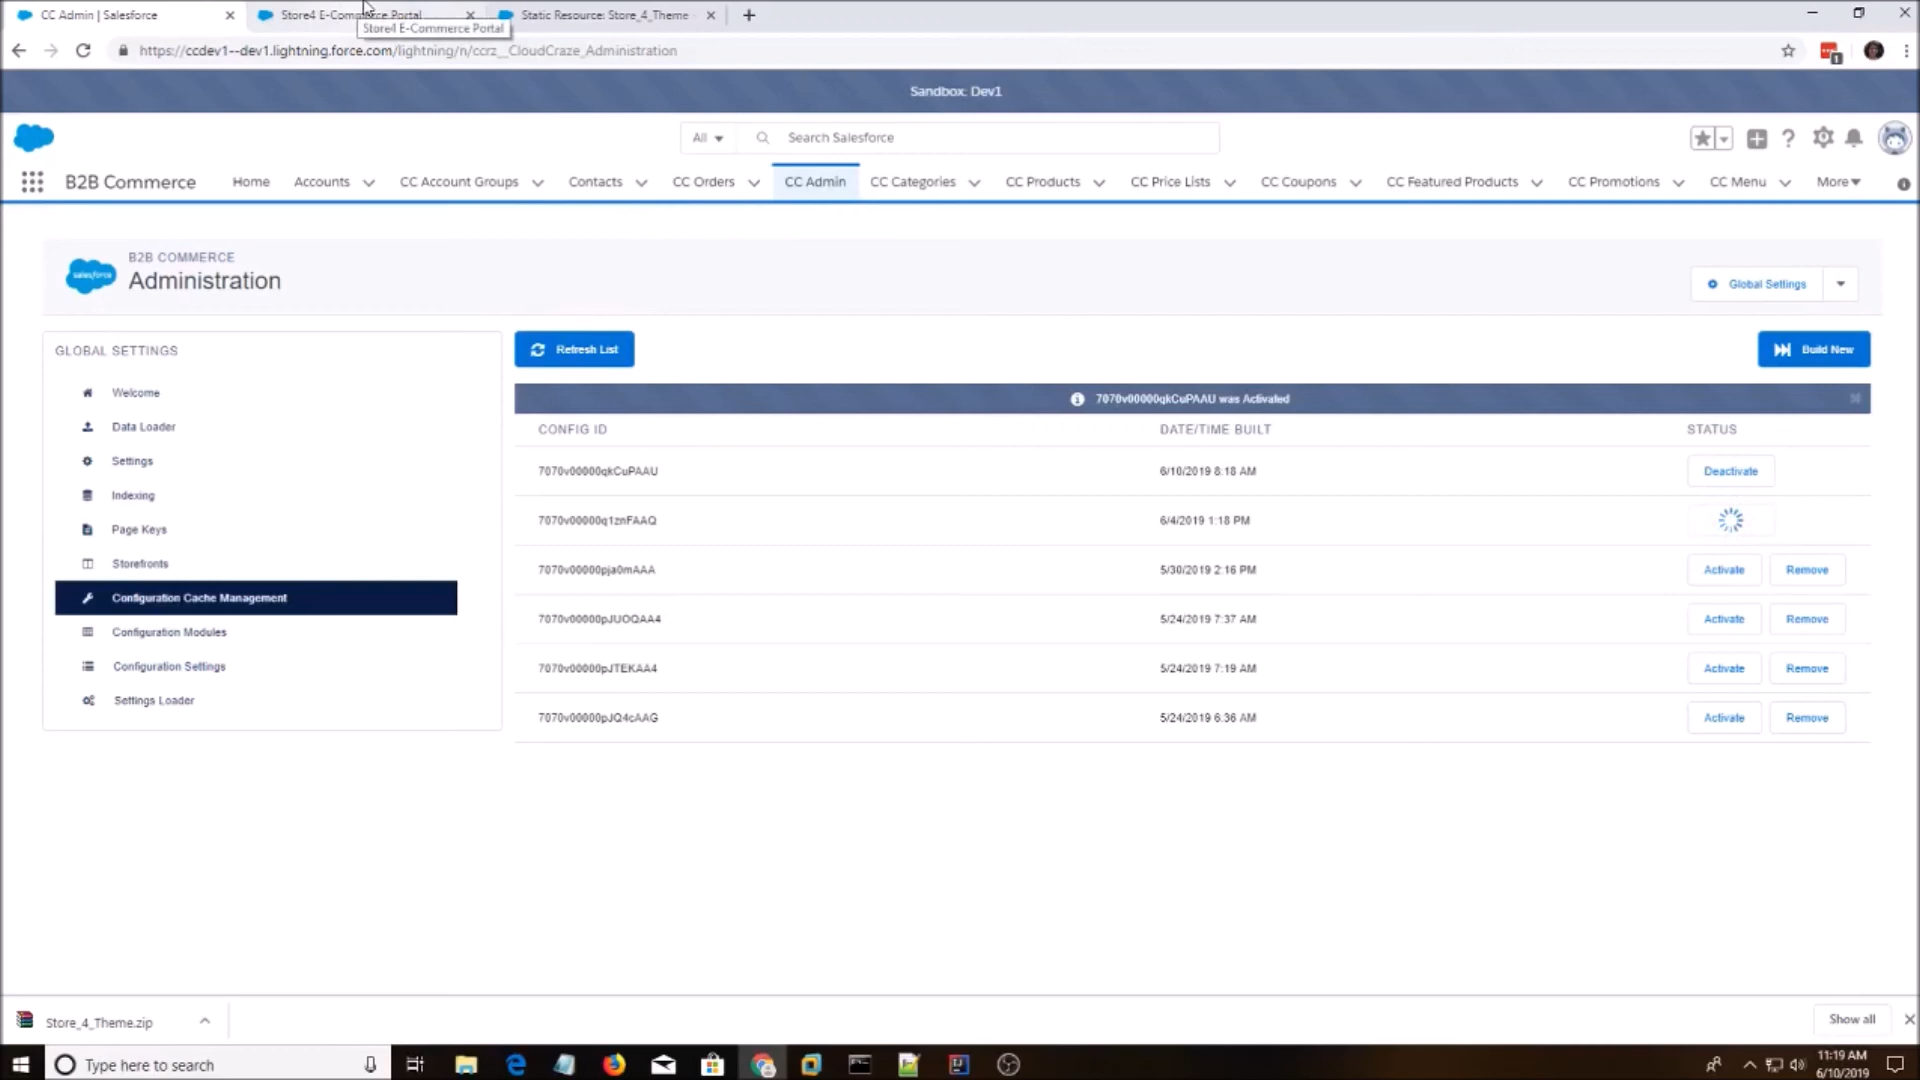 CC Admin | Salesforce
Store4 E-Commerce Portal
Static Resource: Store_4_Theme
Store4 E-Commerce Portal
https://ccdev1--dev1.lightning.force.com/lightning/n/ccrz__CloudCraze_Administration
Sandbox: Dev1
All
Search Salesforce
B2B Commerce
Home
Accounts
CC Account Groups
Contacts
CC Orders
CC Admin
CC Categories
CC Products
CC Price Lists
CC Coupons
CC Featured Products
CC Promotions
CC Menu
More
salesforce
B2B COMMERCE
Administration
Global Settings
GLOBAL SETTINGS
Welcome
Data Loader
Settings
Indexing
Page Keys
Storefronts
Configuration Cache Management
Configuration Modules
Configuration Settings
Settings Loader
Refresh List
Build New
7070v00000qkCuPAAU was Activated
CONFIG ID DATE/TIME BUILT STATUS
7070v00000qkCuPAAU 6/10/2019 8:18 AM Deactivate
7070v00000q1znFAAQ 6/4/2019 1:18 PM
7070v00000pja0mAAA 5/30/2019 2:16 PM Activate Remove
7070v00000pJUOQAA4 5/24/2019 7:37 AM Activate Remove
7070v00000pJTEKAA4 5/24/2019 7:19 AM Activate Remove
7070v00000pJQ4cAAG 5/24/2019 6:36 AM Activate Remove
Store_4_Theme.zip
Show all
Type here to search
11:19 AM
6/10/2019